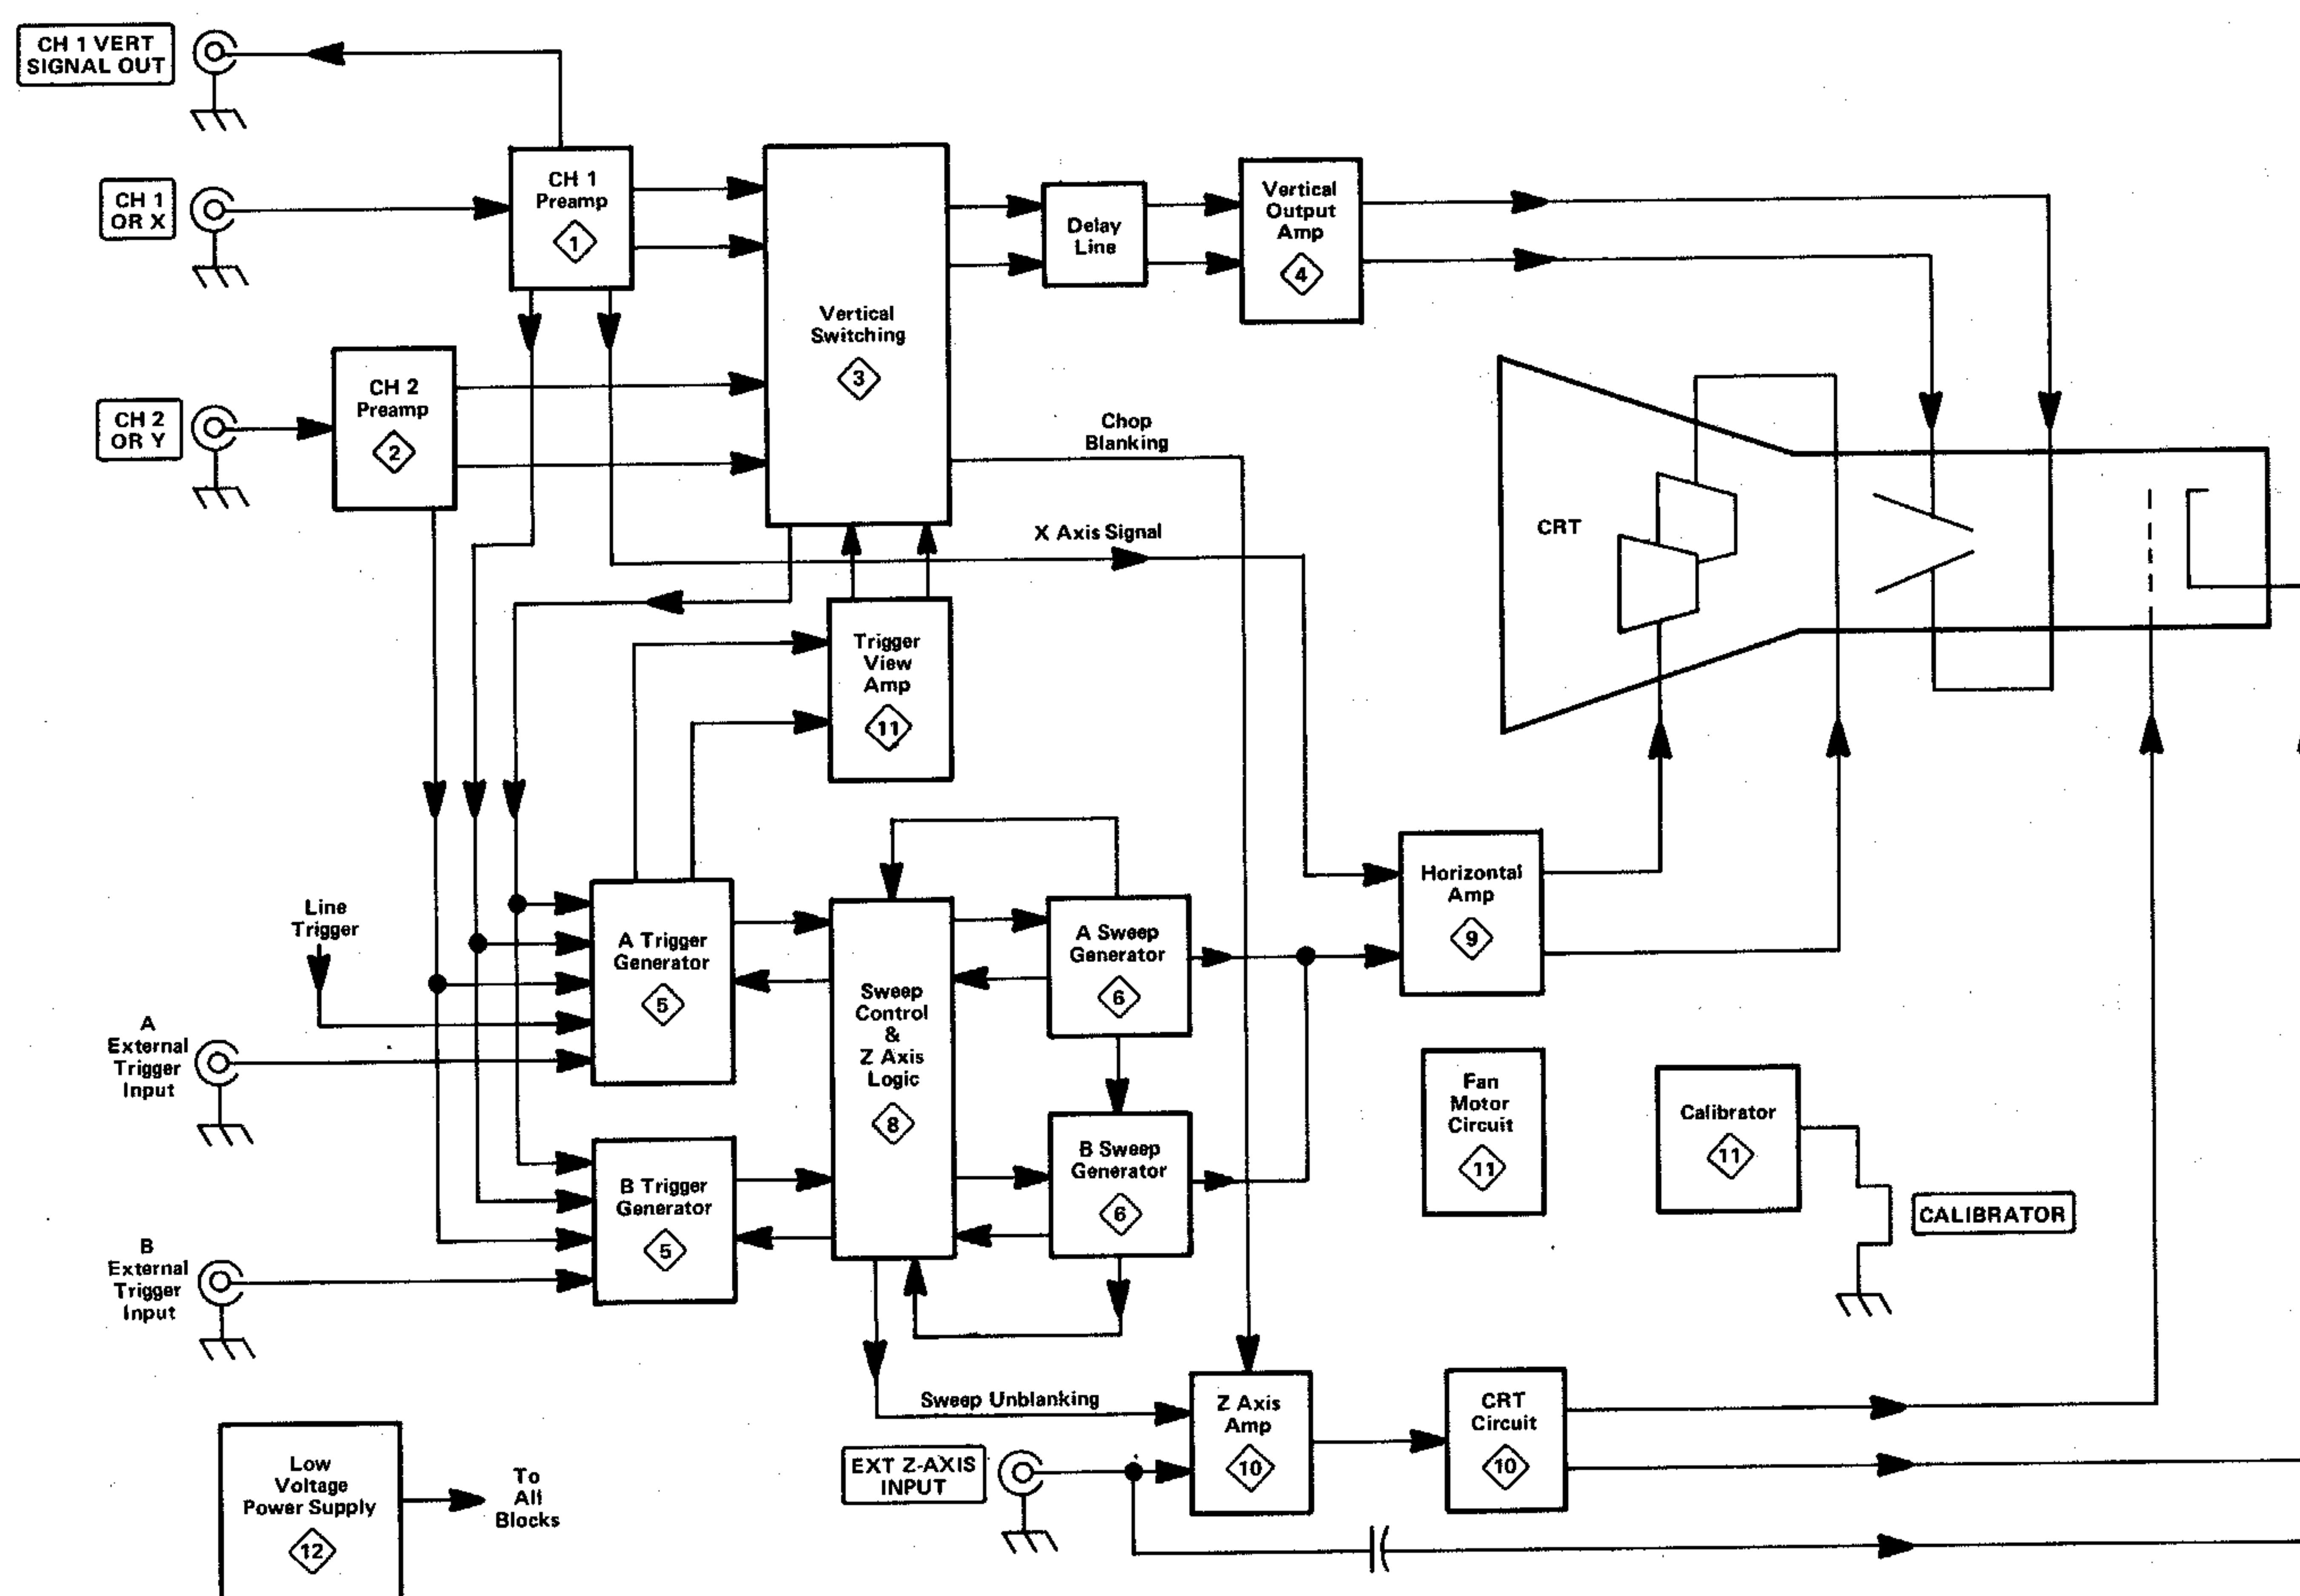 CH 1 VERT
SIGNAL OUT
CH 1
OR X
CH 1
Preamp
1
CH 2
OR Y
CH 2
Preamp
2
Vertical
Switching
3
Delay
Line
Vertical
Output
Amp
4
Chop
Blanking
X Axis Signal
CRT
Trigger
View
Amp
11
Line
Trigger
A
External
Trigger
Input
A Trigger
Generator
5
Sweep
Control
&
Z Axis
Logic
8
A Sweep
Generator
6
Horizontal
Amp
9
B
External
Trigger
Input
B Trigger
Generator
5
B Sweep
Generator
6
Fan
Motor
Circuit
11
Calibrator
11
CALIBRATOR
Sweep Unblanking
EXT Z-AXIS
INPUT
Z Axis
Amp
10
CRT
Circuit
10
Low
Voltage
Power Supply
12
To
All
Blocks